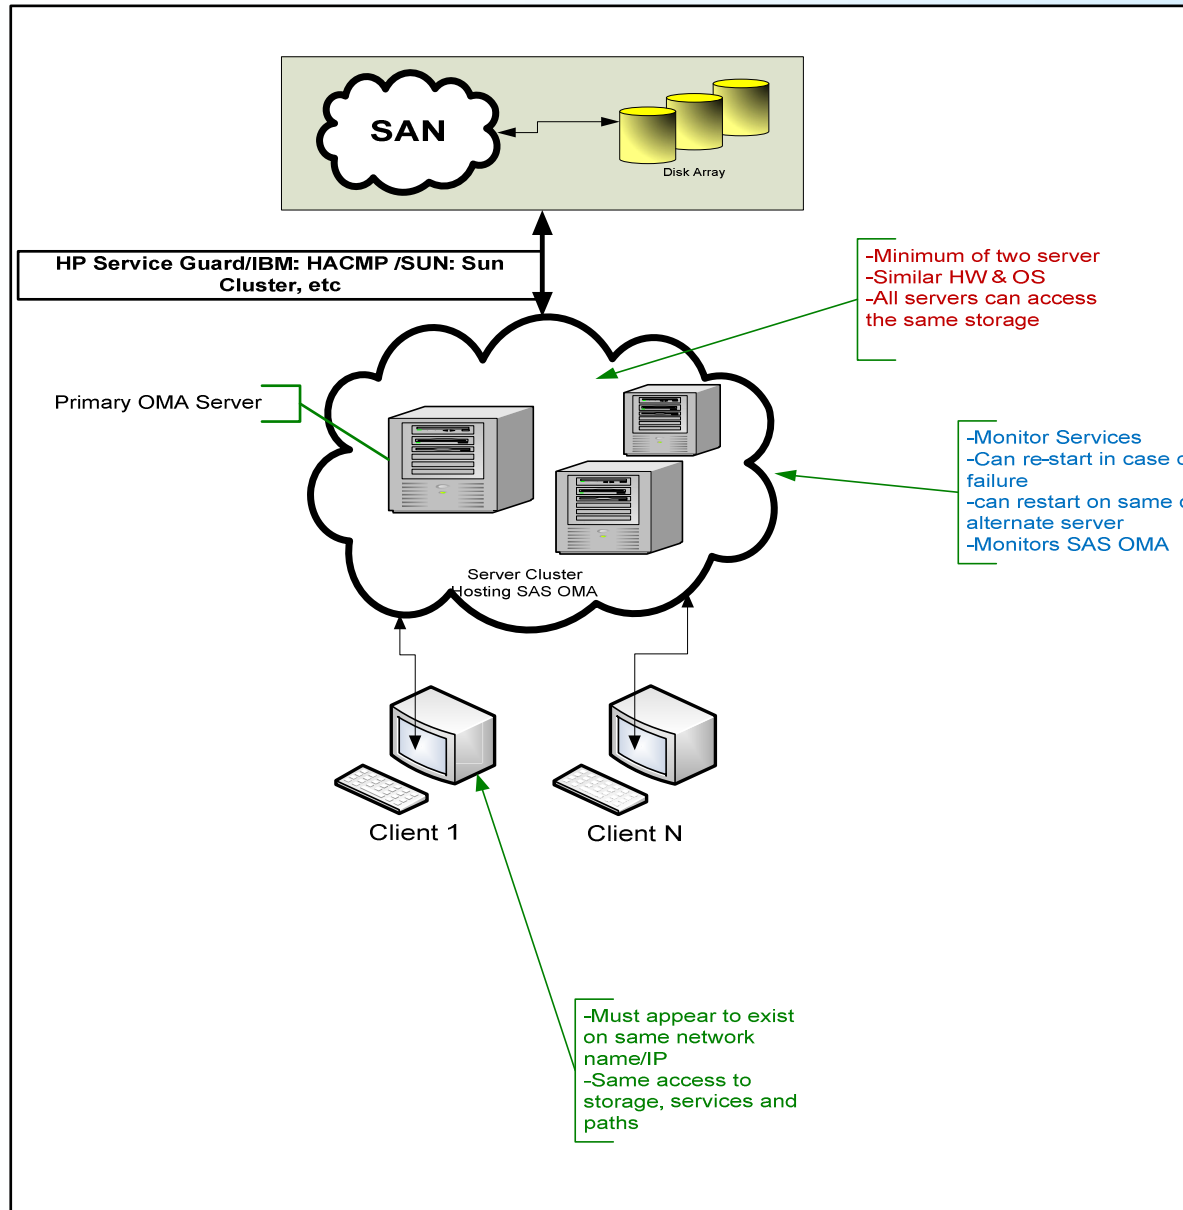 SAN
Disk Array
HP Service Guard/IBM: HACMP /SUN: Sun
Cluster, etc
-Minimum of two server
-Similar HW & OS
-All servers can access
the same storage
Primary OMA Server
-Monitor Services
-Can re-start in case
failure
-can restart on same
alternate server
-Monitors SAS OMA
Server Cluster
Hosting SAS OMA
Client 1
Client N
-Must appear to exist
on same network
name/IP
-Same access to
storage, services and
paths